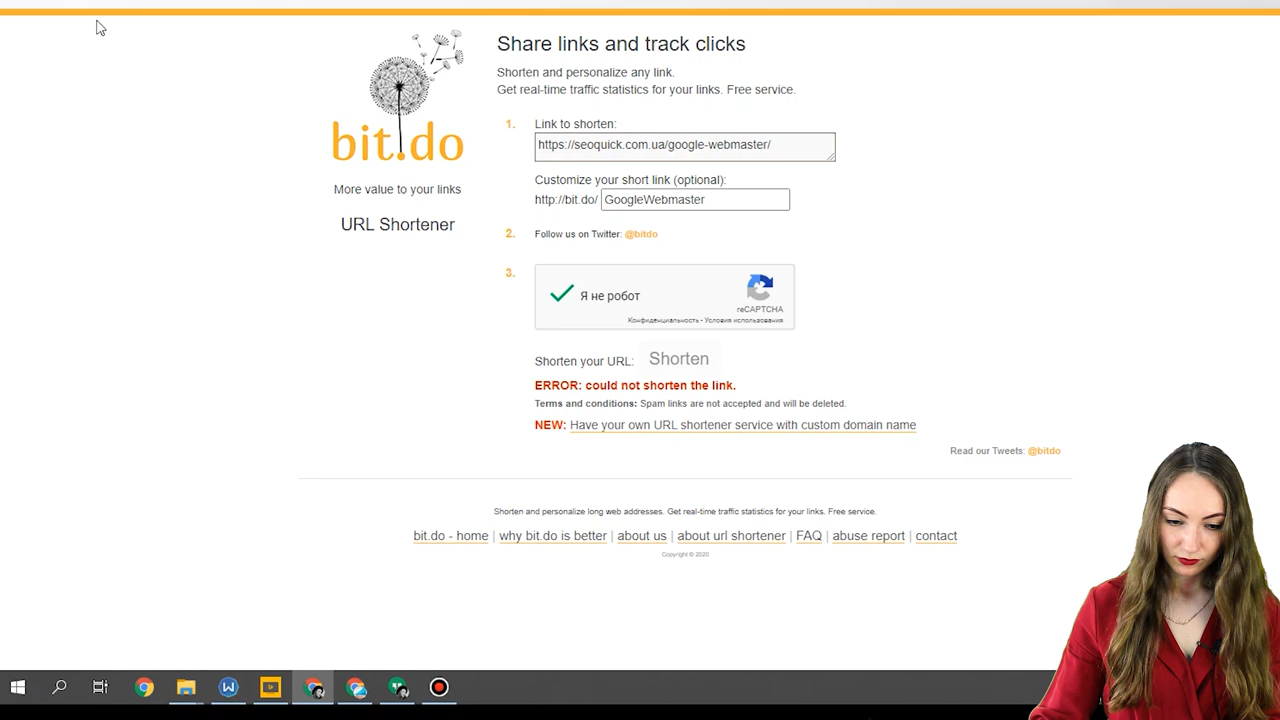 Share links and track clicks
Shorten and personalize any link.
Get real-time traffic statistics for your links. Free service.
bit.do
More value to your links
URL Shortener
1. Link to shorten:
https://seoquick.com.ua/google-webmaster/
Customize your short link (optional):
http://bit.do/ GoogleWebmaster
2. Follow us on Twitter: @bitdo
3.
Я не робот
reCAPTCHA
Конфиденциальность - Условия использования
Shorten your URL: Shorten
ERROR: could not shorten the link.
Terms and conditions: Spam links are not accepted and will be deleted.
NEW: Have your own URL shortener service with custom domain name
Read our Tweets: @bitdo
Shorten and personalize long web addresses. Get real-time traffic statistics for your links. Free service.
bit.do - home | why bit.do is better | about us | about url shortener | FAQ | abuse report | contact
Copyright © 2020